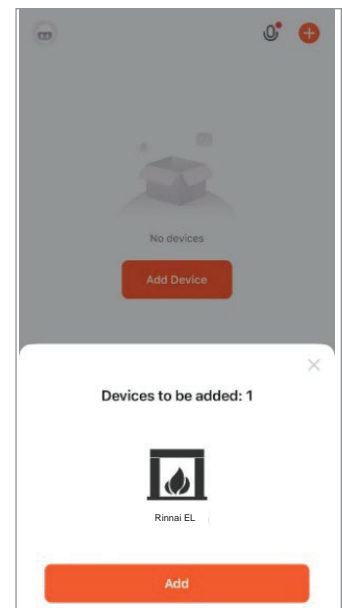 No devices
Add Device
Devices to be added: 1
Rinnai EL
Add